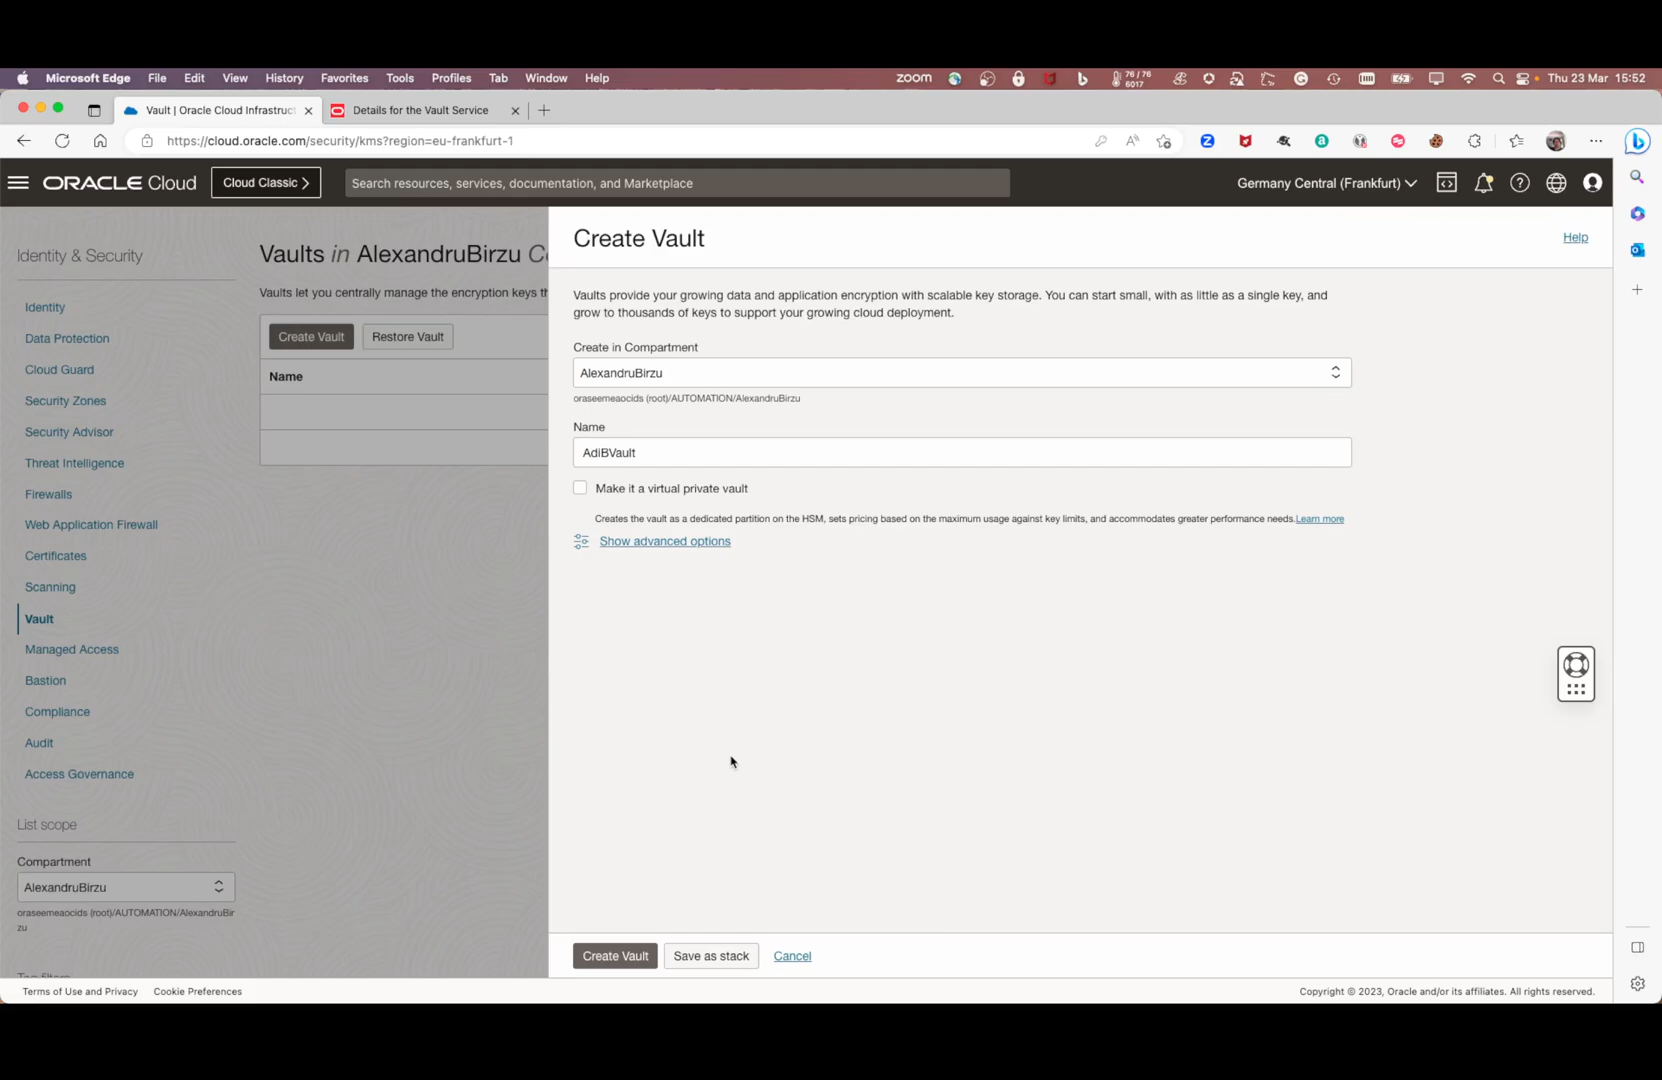 Microsoft Edge File Edit View History Favorites Tools Tab Window Help zoom 76 / 76 6017 Thu 23 Mar 15:52
Vault | Oracle Cloud Infrastruct Details for the Vault Service
https://cloud.oracle.com/security/kms?region=eu-frankfurt-1
ORACLE Cloud Cloud Classic Search resources, services, documentation, and Marketplace Germany Central (Frankfurt)
Identity & Security
Identity
Data Protection
Cloud Guard
Security Zones
Security Advisor
Threat Intelligence
Firewalls
Web Application Firewall
Certificates
Scanning
Vault
Managed Access
Bastion
Compliance
Audit
Access Governance
List scope
Compartment
AlexandruBirzu
oraseemeaocids (root)/AUTOMATION/AlexandruBir
zu
Tag filters
Vaults in AlexandruBirzu Co
Vaults let you centrally manage the encryption keys th
Create Vault Restore Vault
Name
Create Vault Help
Vaults provide your growing data and application encryption with scalable key storage. You can start small, with as little as a single key, and
grow to thousands of keys to support your growing cloud deployment.
Create in Compartment
AlexandruBirzu
oraseemeaocids (root)/AUTOMATION/AlexandruBirzu
Name
AdiBVault
Make it a virtual private vault
Creates the vault as a dedicated partition on the HSM, sets pricing based on the maximum usage against key limits, and accommodates greater performance needs.Learn more
Show advanced options
Create Vault Save as stack Cancel
Terms of Use and Privacy Cookie Preferences Copyright © 2023, Oracle and/or its affiliates. All rights reserved.